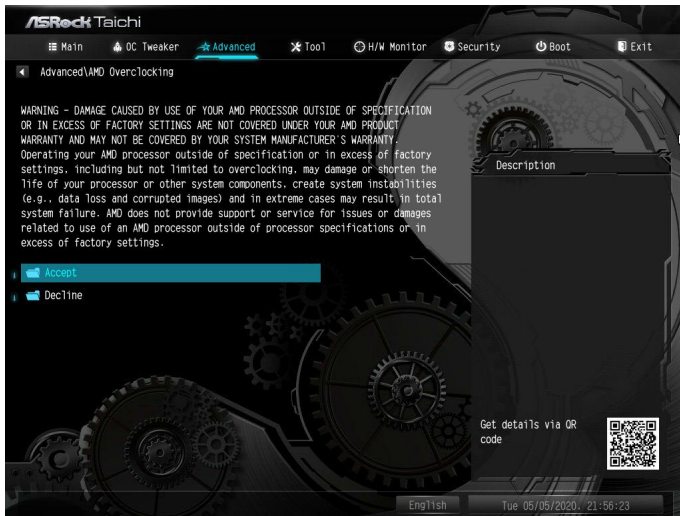 ASRock Taichi
Main OC Tweaker Advanced Tool H/W Monitor Security Boot Exit
Advanced\AMD Overclocking
WARNING - DAMAGE CAUSED BY USE OF YOUR AMD PROCESSOR OUTSIDE OF SPECIFICATION
OR IN EXCESS OF FACTORY SETTINGS ARE NOT COVERED UNDER YOUR AMD PRODUCT
WARRANTY AND MAY NOT BE COVERED BY YOUR SYSTEM MANUFACTURER`S WARRANTY.
Operating your AMD processor outside of specification or in excess of factory
settings, including but not limited to overclocking, may damage or shorten the
life of your processor or other system components, create system instabilities
(e.g., data loss and corrupted images) and in extreme cases may result in total
system failure. AMD does not provide support or service for issues or damages
related to use of an AMD processor outside of processor specifications or in
excess of factory settings.
Accept
Decline
Description
Get details via QR
code
English
Tue 05/05/2020. 21:56:23